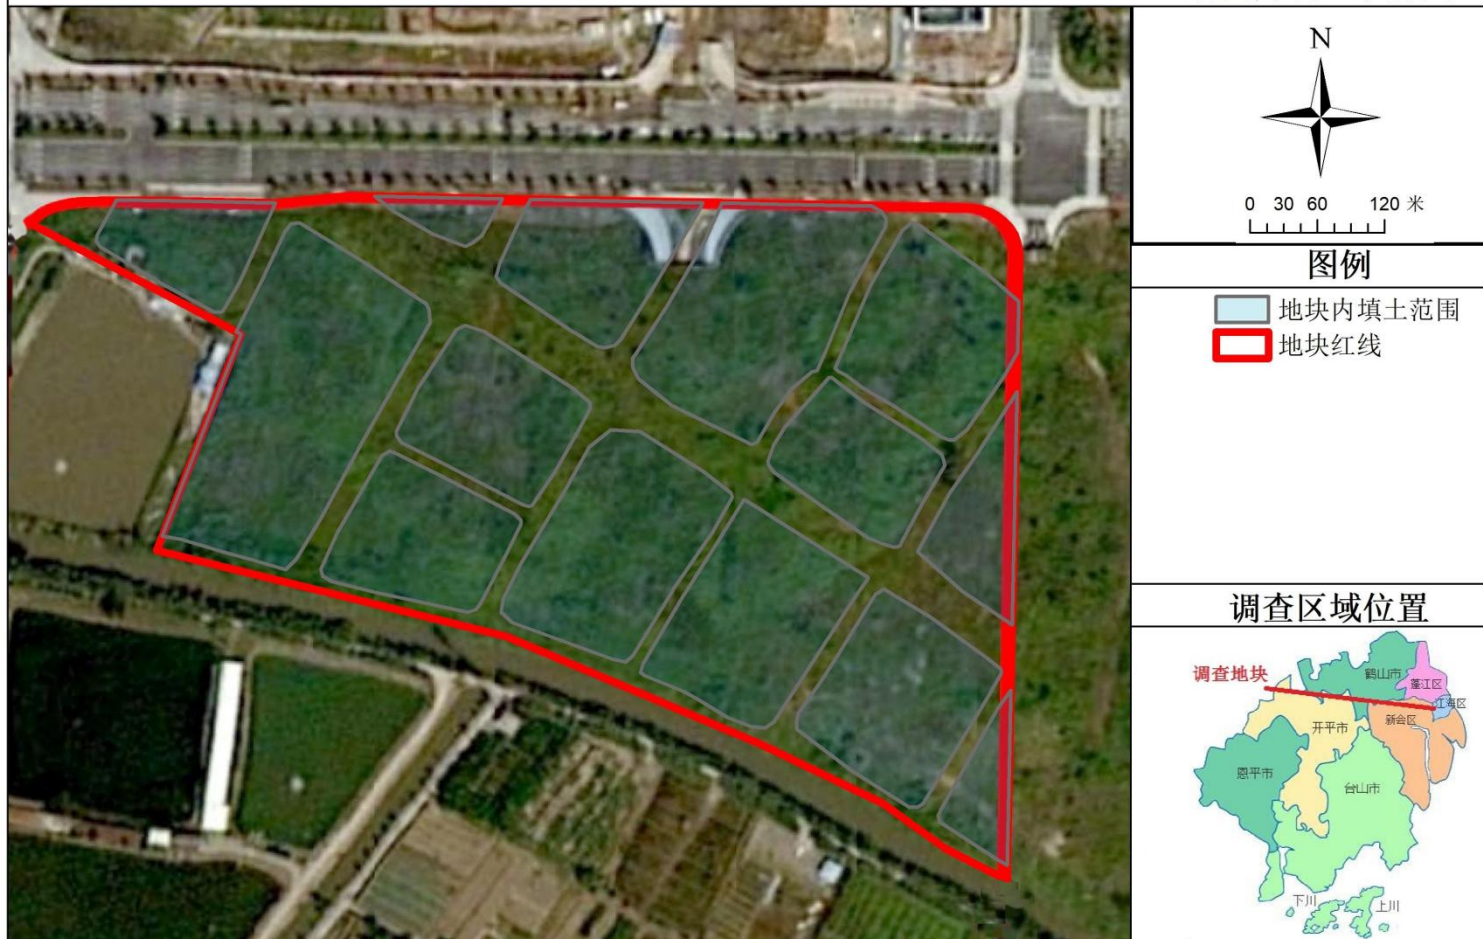 N
0 30 60 120 米
图例
地块内填土范围
地块红线
调查区域位置
调查地块
鹤山市
蓬江区
江海区
新会区
开平市
恩平市
台山市
下川
上川